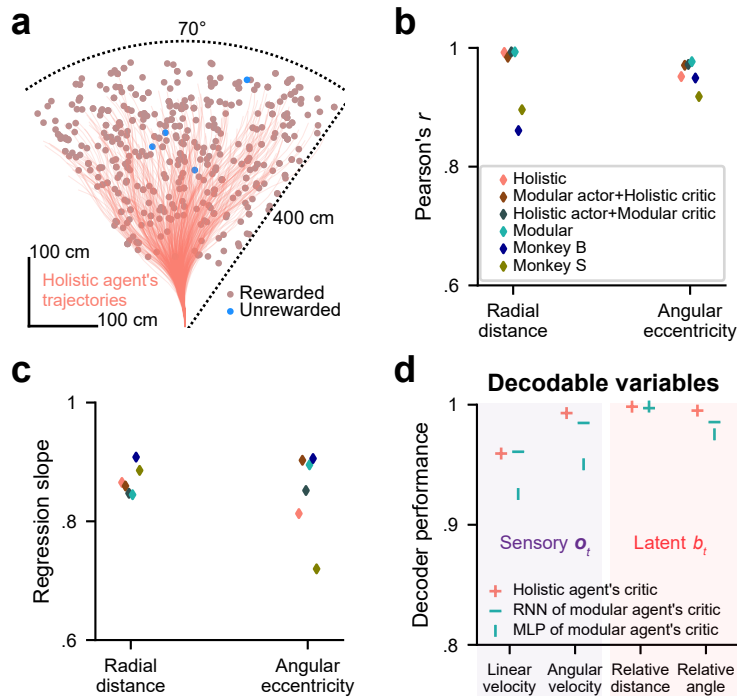 a
70°
400 cm
100 cm
Holistic agent's
trajectories
100 cm
Rewarded
Unrewarded
b
Pearson's r
1
.8
.6
Holistic
Modular actor+Holistic critic
Holistic actor+Modular critic
Modular
Monkey B
Monkey S
Radial
distance
Angular
eccentricity
c
Regression slope
1
.8
.6
Radial
distance
Angular
eccentricity
d
Decodable variables
Decoder performance
1
.9
.8
Sensory o_t
Latent b_t
Holistic agent's critic
RNN of modular agent's critic
MLP of modular agent's critic
Linear
velocity
Angular
velocity
Relative
distance
Relative
angle